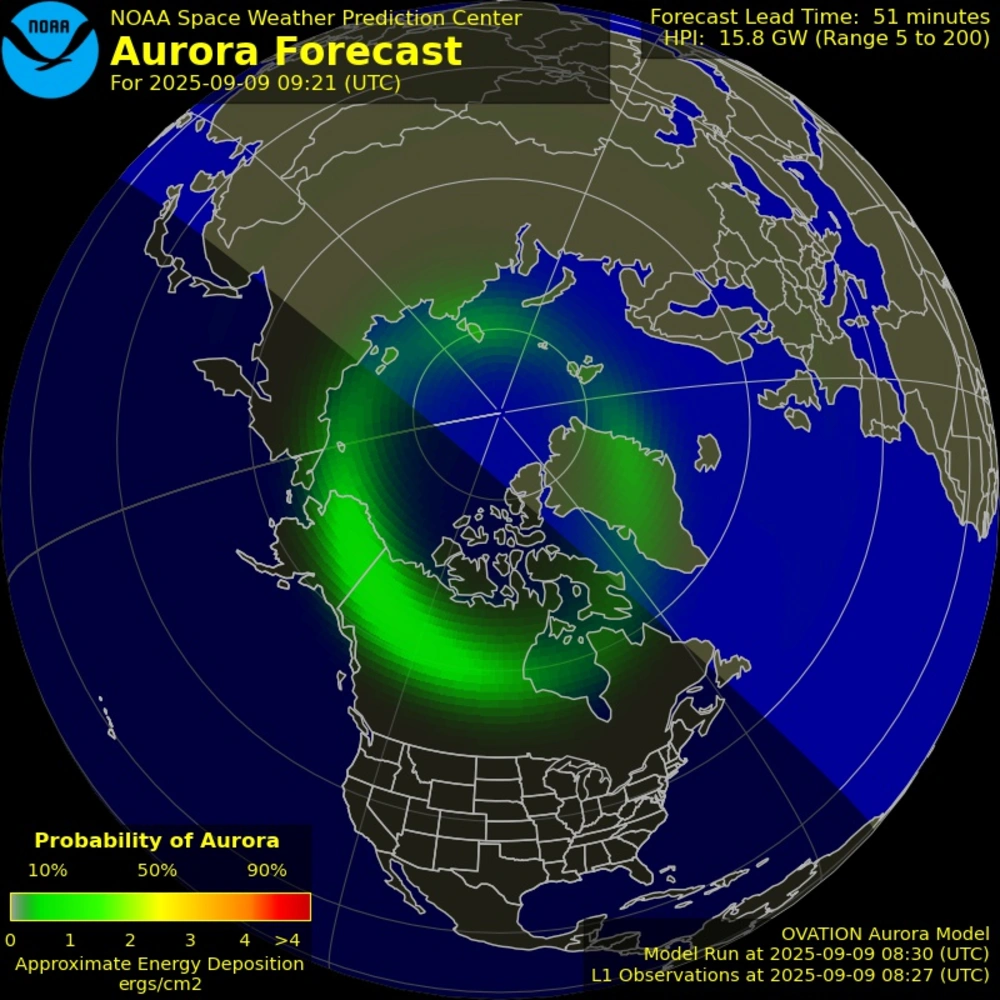 NOAA
NOAA Space Weather Prediction Center
Aurora Forecast
For 2025-09-09 09:21 (UTC)
Forecast Lead Time: 51 minutes
HPI: 15.8 GW (Range 5 to 200)
Probability of Aurora
10% 50% 90%
0 1 2 3 4 >4
Approximate Energy Deposition
ergs/cm2
OVATION Aurora Model
Model Run at 2025-09-09 08:30 (UTC)
L1 Observations at 2025-09-09 08:27 (UTC)